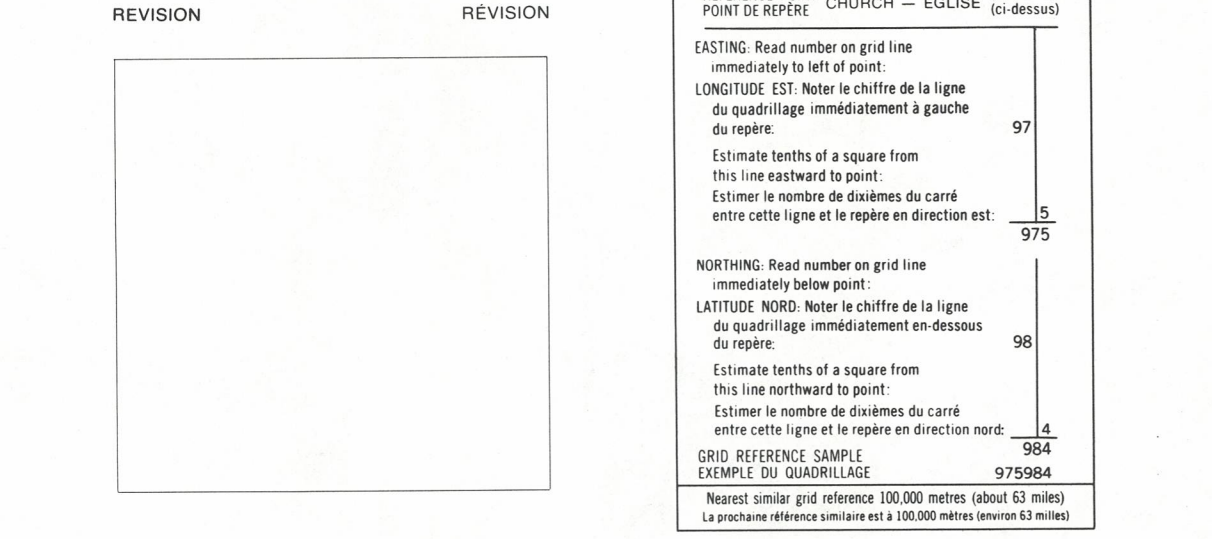 REVISION RÉVISION
POINT DE REPÈRE CHURCH — EGLISE (ci-dessus)
EASTING: Read number on grid line
immediately to left of point:
LONGITUDE EST: Noter le chiffre de la ligne
du quadrillage immédiatement à gauche
du repère: 97
Estimate tenths of a square from
this line eastward to point:
Estimer le nombre de dixièmes du carré
entre cette ligne et le repère en direction est: 5
975
NORTHING: Read number on grid line
immediately below point:
LATITUDE NORD: Noter le chiffre de la ligne
du quadrillage immédiatement en-dessous
du repère: 98
Estimate tenths of a square from
this line northward to point:
Estimer le nombre de dixièmes du carré
entre cette ligne et le repère en direction nord: 4
984
GRID REFERENCE SAMPLE
EXEMPLE DU QUADRILLAGE 975984
Nearest similar grid reference 100,000 metres (about 63 miles)
La prochaine référence similaire est à 100,000 mètres (environ 63 milles)